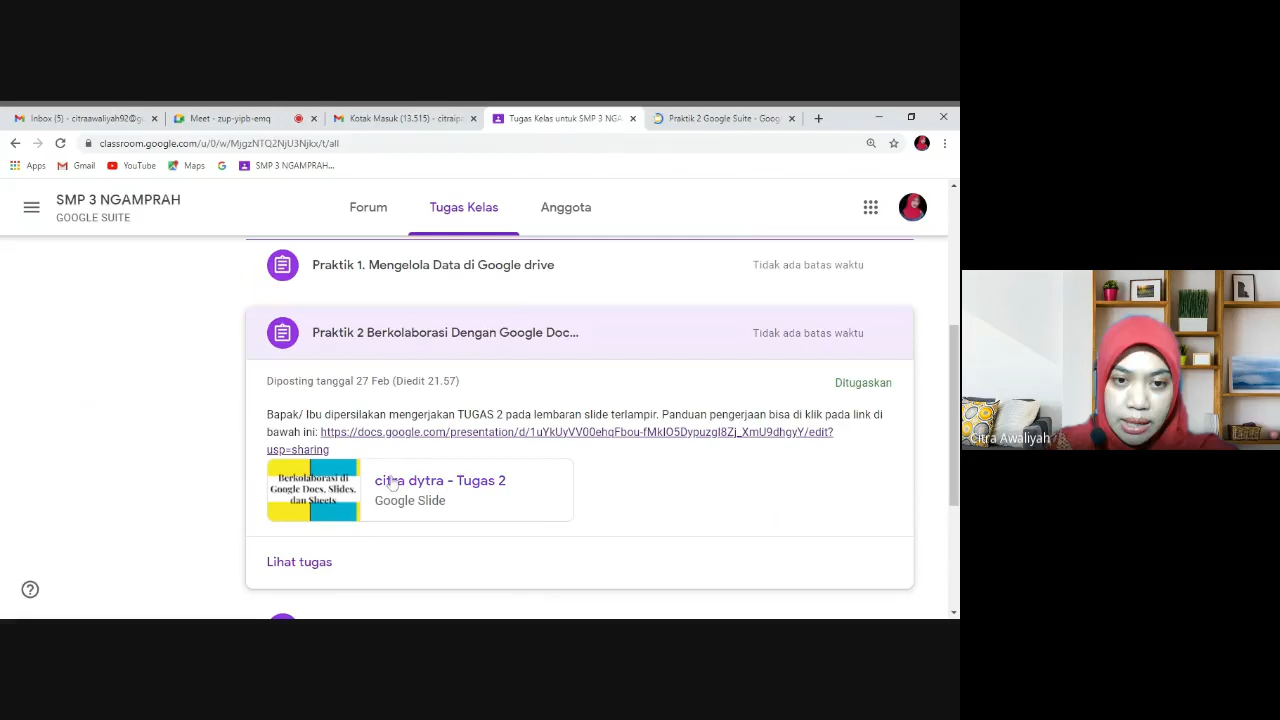 Inbox (5) - citraawaliyah92@g
Meet - zup-yipb-emq
Kotak Masuk (13.515) - citraip
Tugas Kelas untuk SMP 3 NGA
Praktik 2 Google Suite - Goog
classroom.google.com/u/0/w/MjgzNTQ2NjU3Njkx/t/all
Apps
Gmail
YouTube
Maps
SMP 3 NGAMPRAH...
SMP 3 NGAMPRAH
GOOGLE SUITE
Forum
Tugas Kelas
Anggota
Praktik 1. Mengelola Data di Google drive
Tidak ada batas waktu
Praktik 2 Berkolaborasi Dengan Google Doc...
Tidak ada batas waktu
Diposting tanggal 27 Feb (Diedit 21.57)
Ditugaskan
Bapak/ Ibu dipersilakan mengerjakan TUGAS 2 pada lembaran slide terlampir. Panduan pengerjaan bisa di klik pada link di
bawah ini: https://docs.google.com/presentation/d/1uYkUyVV00ehqFbou-fMkIO5DypuzgI8Zj_XmU9dhgyY/edit?
usp=sharing
Berkolaborasi di
Google Docs, Slides,
dan Sheets
citra dytra - Tugas 2
Google Slide
Lihat tugas
Citra Awaliyah